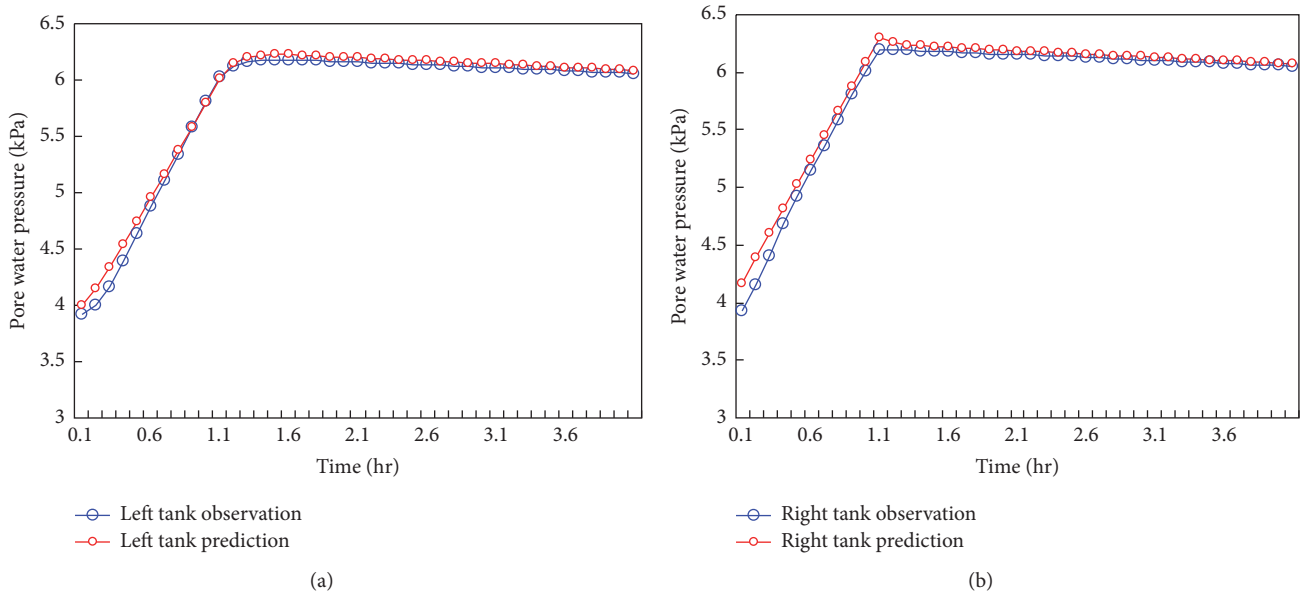 6.5
6
5.5
5
4.5
4
3.5
3
Pore water pressure (kPa)
0.1 0.6 1.1 1.6 2.1 2.6 3.1 3.6
Time (hr)
Left tank observation
Left tank prediction
(a)
6.5
6
5.5
5
4.5
4
3.5
3
Pore water pressure (kPa)
0.1 0.6 1.1 1.6 2.1 2.6 3.1 3.6
Time (hr)
Right tank observation
Right tank prediction
(b)